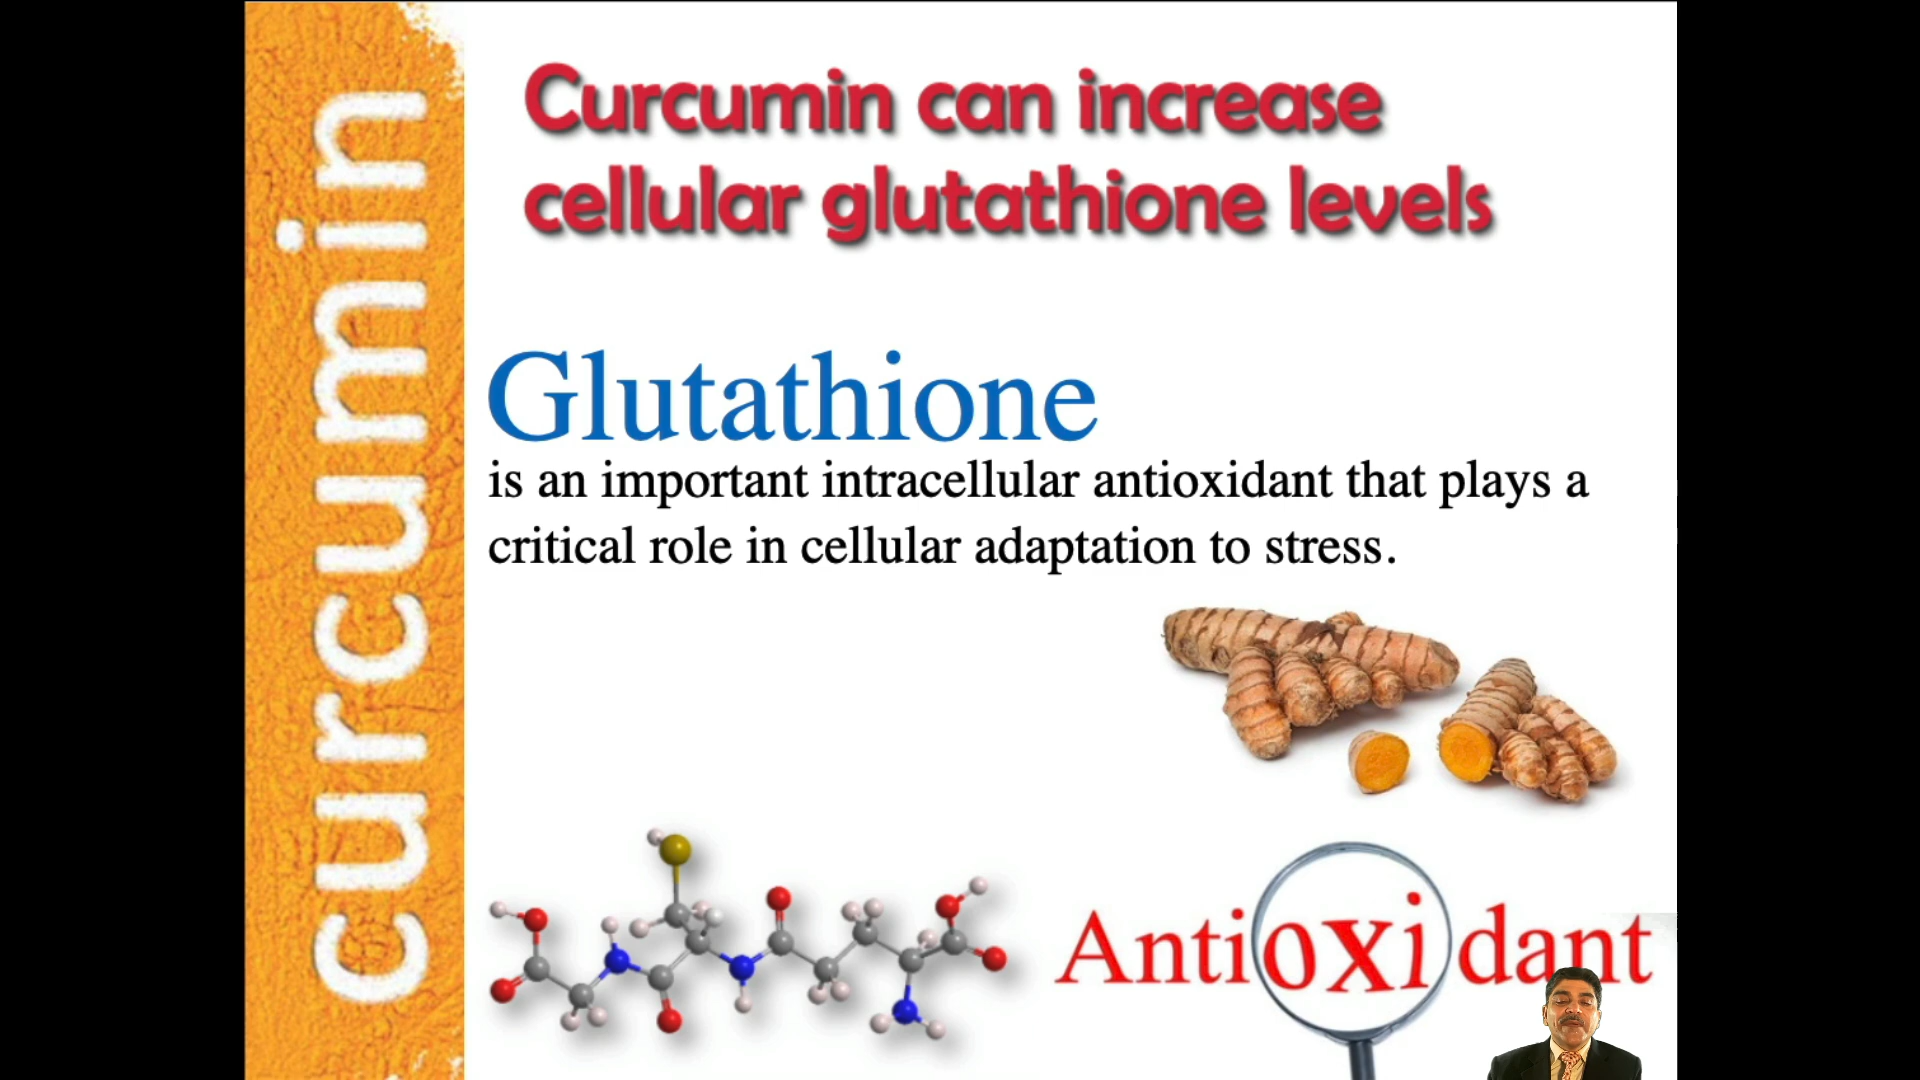 curcumin
Curcumin can increase
cellular glutathione levels
Glutathione
is an important intracellular antioxidant that plays a
critical role in cellular adaptation to stress.
Antioxidant